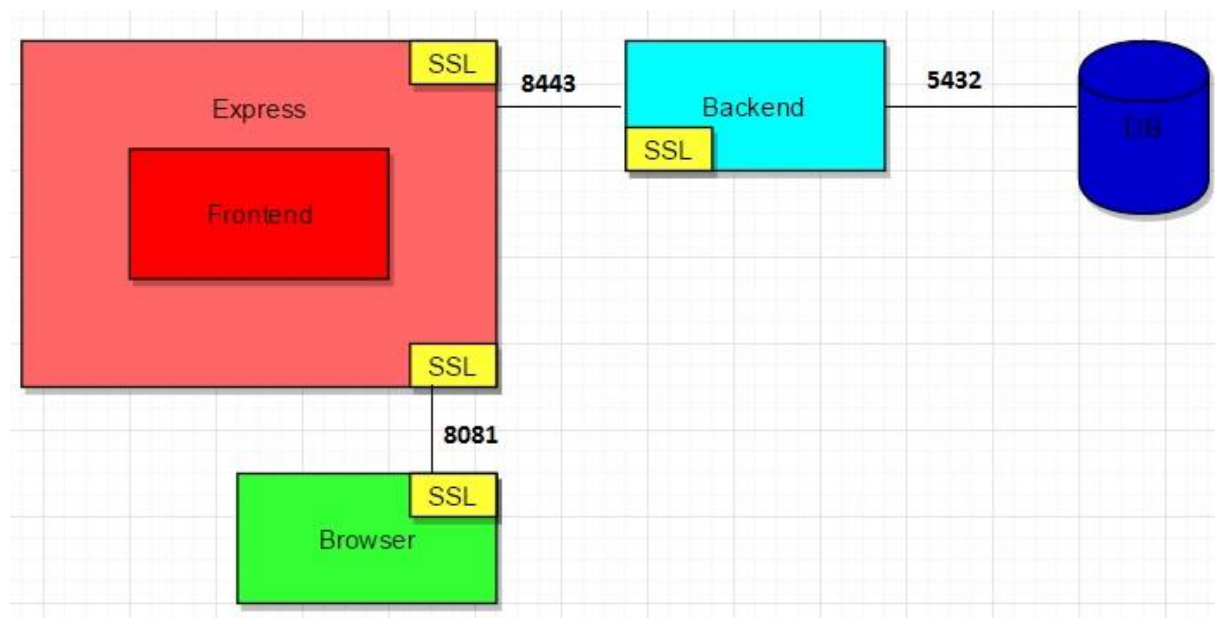 SSL
Express
8443
Backend
5432
DB
SSL
Frontend
SSL
8081
SSL
Browser